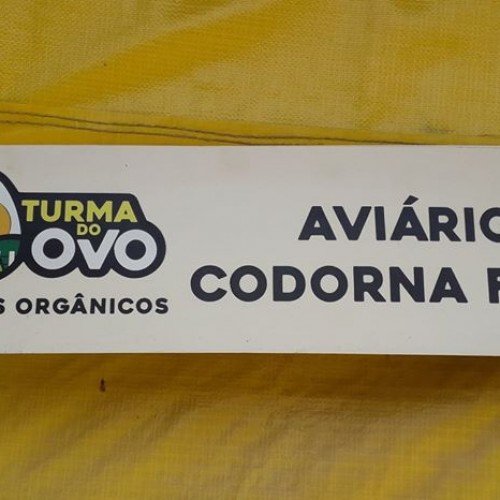 TURMA
DO
OVO
ORGÂNICOS
AVIÁRIO
CODORNA